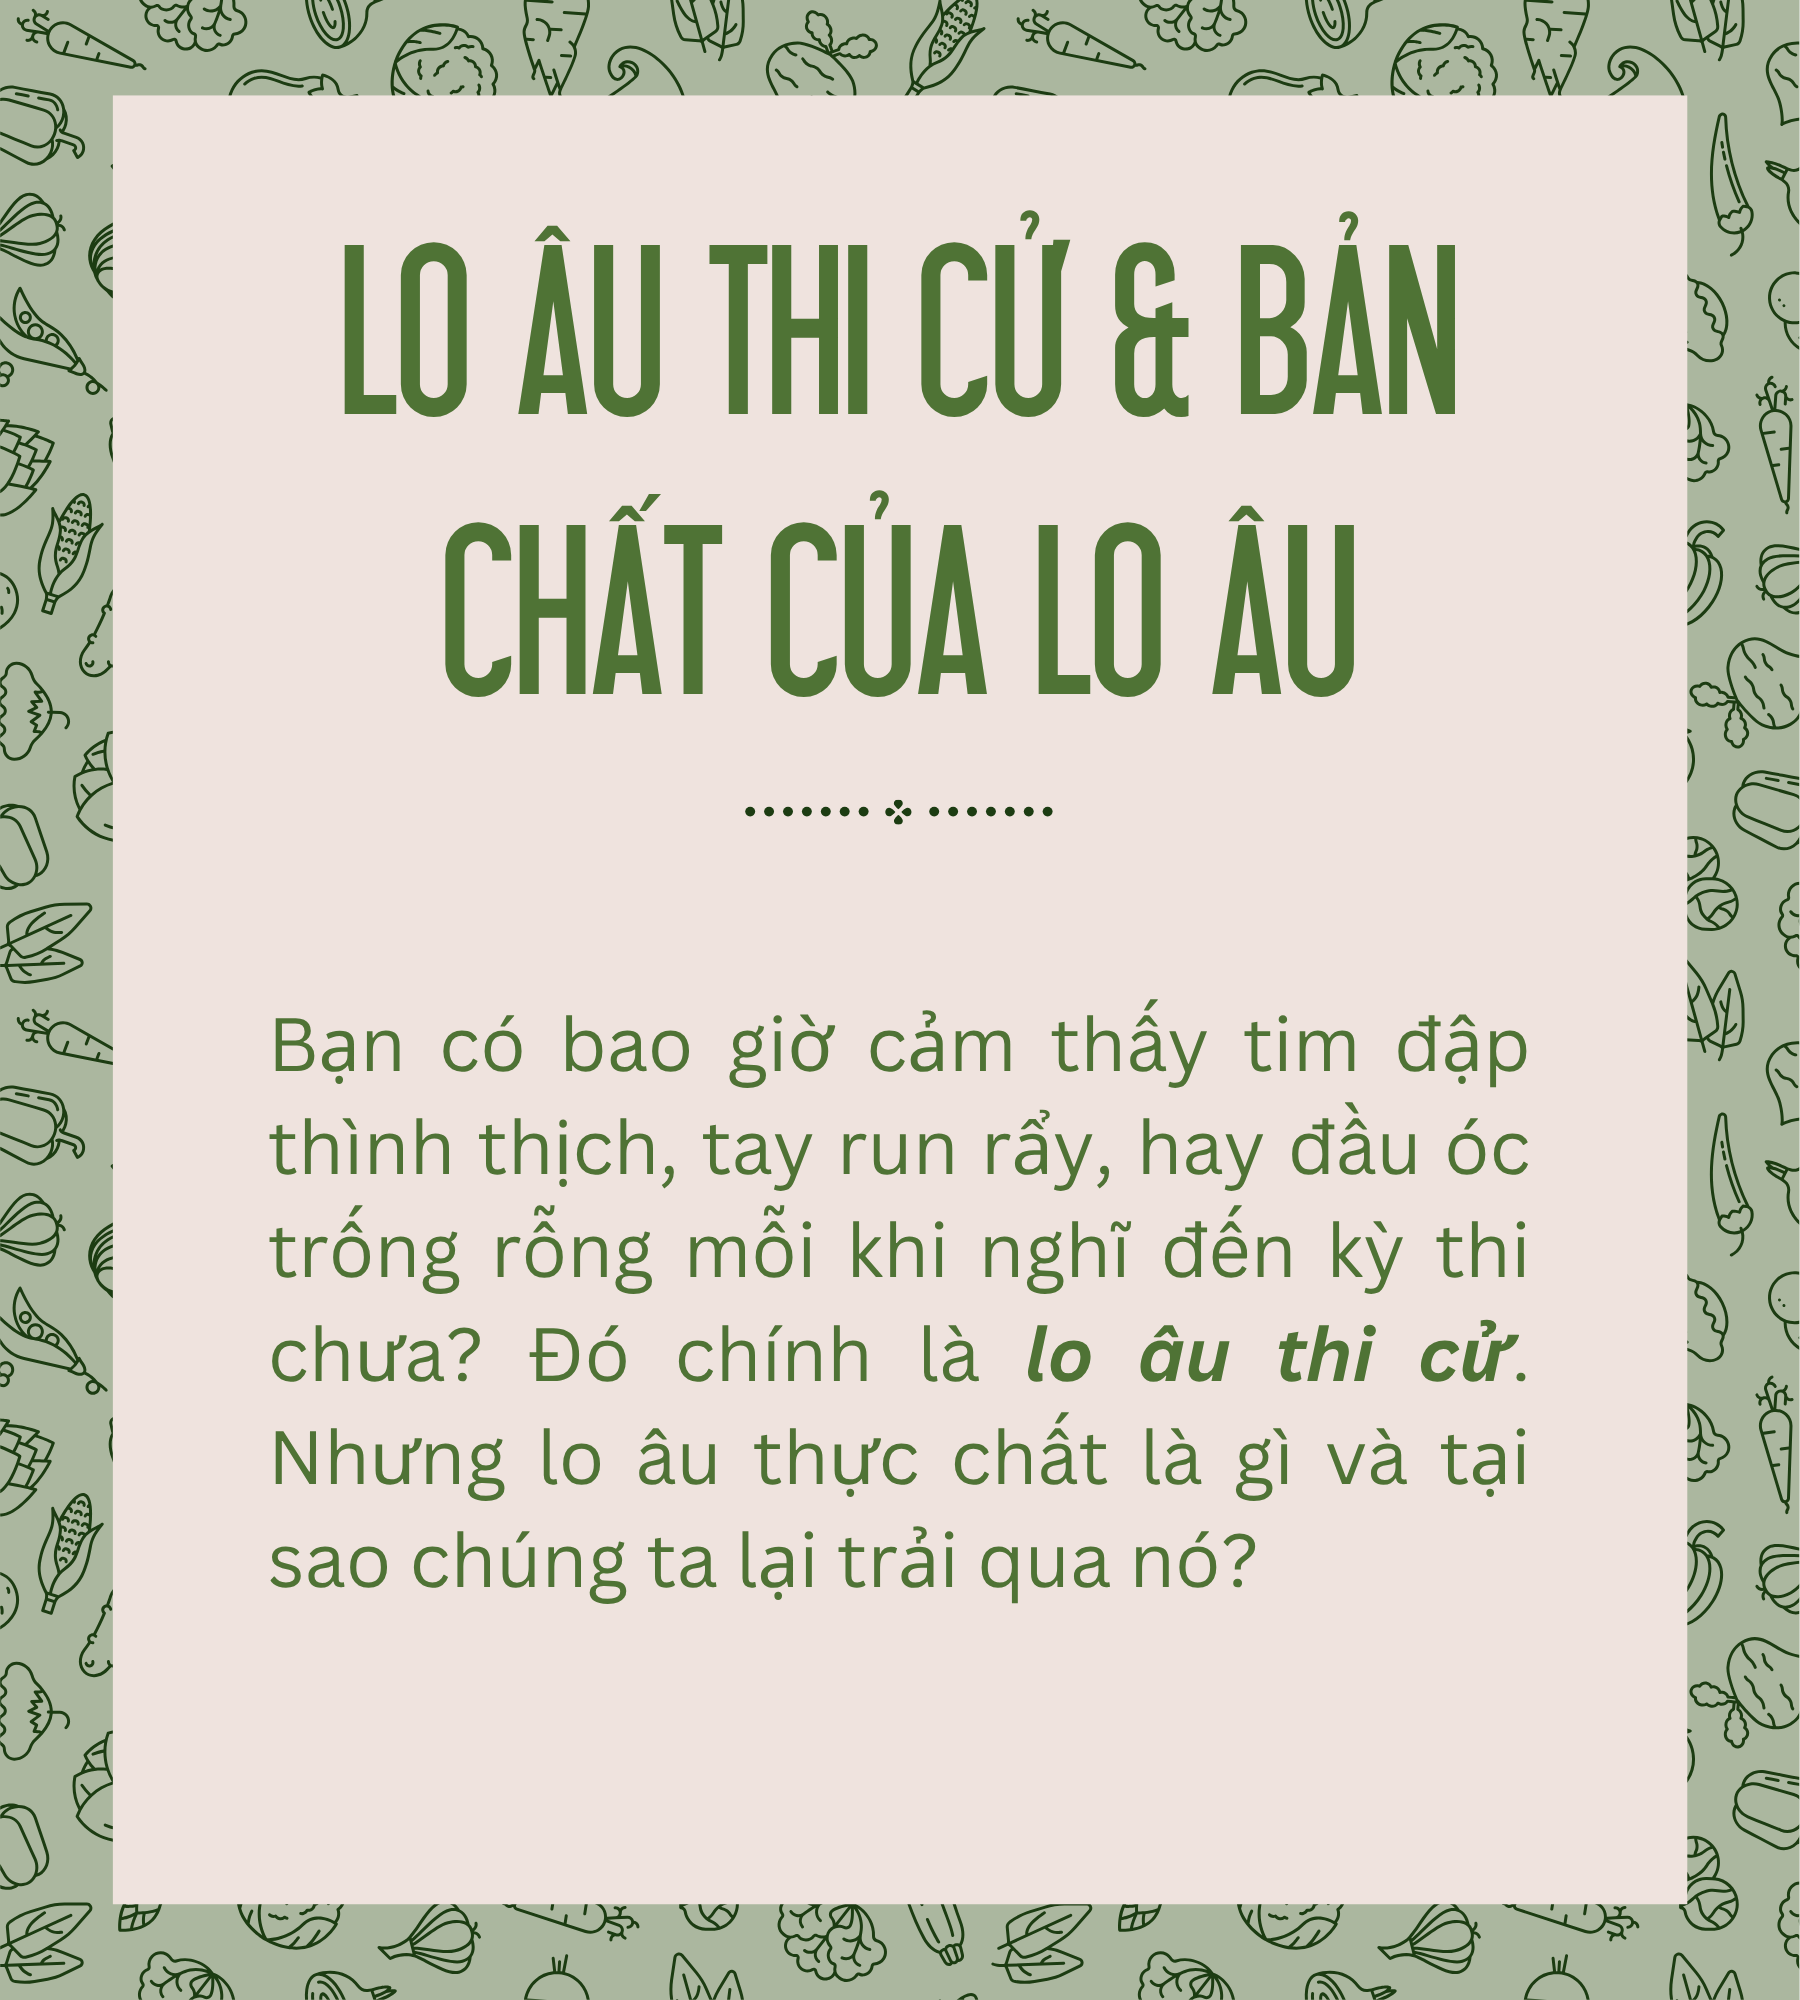 LO ÂU THI CỬ & BẢN
CHẤT CỦA LO ÂU
Bạn có bao giờ cảm thấy tim đập
thình thịch, tay run rẩy, hay đầu óc
trống rỗng mỗi khi nghĩ đến kỳ thi
chưa? Đó chính là lo âu thi cử.
Nhưng lo âu thực chất là gì và tại
sao chúng ta lại trải qua nó?